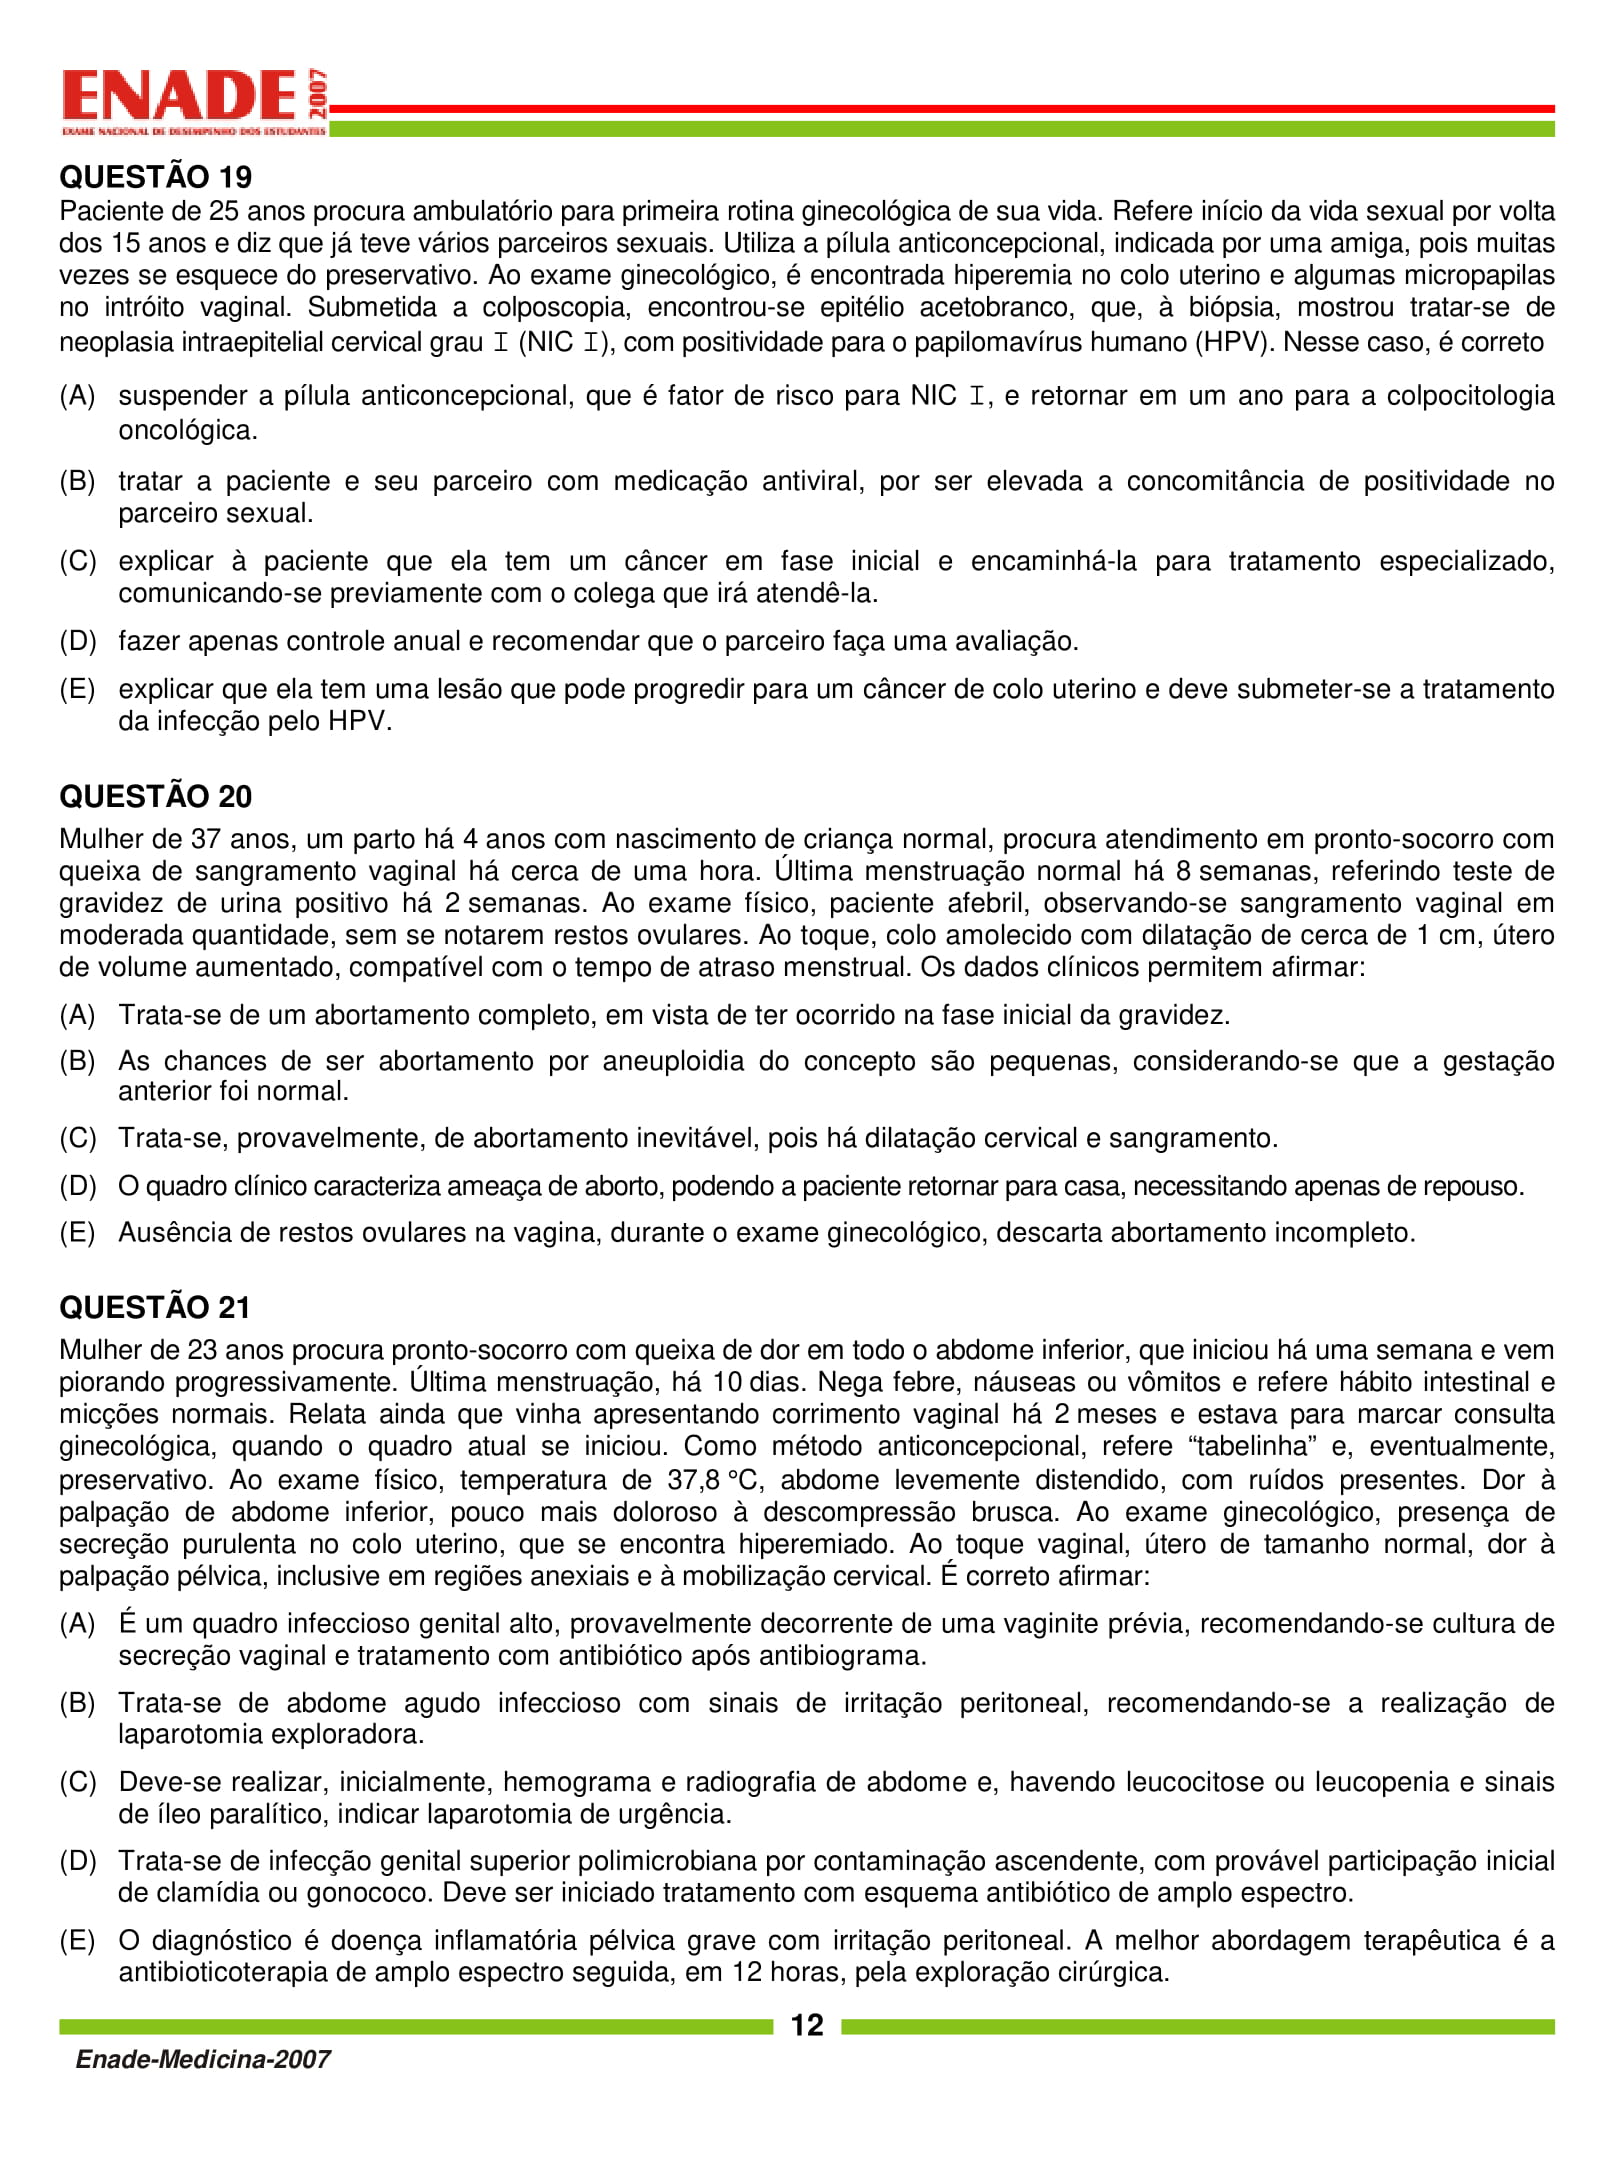 ENADE 2007
EXAME NACIONAL DE DESEMPENHO DOS ESTUDANTES
QUESTÃO 19
Paciente de 25 anos procura ambulatório para primeira rotina ginecológica de sua vida. Refere início da vida sexual por volta
dos 15 anos e diz que já teve vários parceiros sexuais. Utiliza a pílula anticoncepcional, indicada por uma amiga, pois muitas
vezes se esquece do preservativo. Ao exame ginecológico, é encontrada hiperemia no colo uterino e algumas micropapilas
no intróito vaginal. Submetida a colposcopia, encontrou-se epitélio acetobranco, que, à biópsia, mostrou tratar-se de
neoplasia intraepitelial cervical grau I (NIC I), com positividade para o papilomavírus humano (HPV). Nesse caso, é correto
(A) suspender a pílula anticoncepcional, que é fator de risco para NIC I, e retornar em um ano para a colpocitologia
oncológica.
(B) tratar a paciente e seu parceiro com medicação antiviral, por ser elevada a concomitância de positividade no
parceiro sexual.
(C) explicar à paciente que ela tem um câncer em fase inicial e encaminhá-la para tratamento especializado,
comunicando-se previamente com o colega que irá atendê-la.
(D) fazer apenas controle anual e recomendar que o parceiro faça uma avaliação.
(E) explicar que ela tem uma lesão que pode progredir para um câncer de colo uterino e deve submeter-se a tratamento
da infecção pelo HPV.
QUESTÃO 20
Mulher de 37 anos, um parto há 4 anos com nascimento de criança normal, procura atendimento em pronto-socorro com
queixa de sangramento vaginal há cerca de uma hora. Última menstruação normal há 8 semanas, referindo teste de
gravidez de urina positivo há 2 semanas. Ao exame físico, paciente afebril, observando-se sangramento vaginal em
moderada quantidade, sem se notarem restos ovulares. Ao toque, colo amolecido com dilatação de cerca de 1 cm, útero
de volume aumentado, compatível com o tempo de atraso menstrual. Os dados clínicos permitem afirmar:
(A) Trata-se de um abortamento completo, em vista de ter ocorrido na fase inicial da gravidez.
(B) As chances de ser abortamento por aneuploidia do concepto são pequenas, considerando-se que a gestação
anterior foi normal.
(C) Trata-se, provavelmente, de abortamento inevitável, pois há dilatação cervical e sangramento.
(D) O quadro clínico caracteriza ameaça de aborto, podendo a paciente retornar para casa, necessitando apenas de repouso.
(E) Ausência de restos ovulares na vagina, durante o exame ginecológico, descarta abortamento incompleto.
QUESTÃO 21
Mulher de 23 anos procura pronto-socorro com queixa de dor em todo o abdome inferior, que iniciou há uma semana e vem
piorando progressivamente. Última menstruação, há 10 dias. Nega febre, náuseas ou vômitos e refere hábito intestinal e
micções normais. Relata ainda que vinha apresentando corrimento vaginal há 2 meses e estava para marcar consulta
ginecológica, quando o quadro atual se iniciou. Como método anticoncepcional, refere “tabelinha” e, eventualmente,
preservativo. Ao exame físico, temperatura de 37,8 °C, abdome levemente distendido, com ruídos presentes. Dor à
palpação de abdome inferior, pouco mais doloroso à descompressão brusca. Ao exame ginecológico, presença de
secreção purulenta no colo uterino, que se encontra hiperemiado. Ao toque vaginal, útero de tamanho normal, dor à
palpação pélvica, inclusive em regiões anexiais e à mobilização cervical. É correto afirmar:
(A) É um quadro infeccioso genital alto, provavelmente decorrente de uma vaginite prévia, recomendando-se cultura de
secreção vaginal e tratamento com antibiótico após antibiograma.
(B) Trata-se de abdome agudo infeccioso com sinais de irritação peritoneal, recomendando-se a realização de
laparotomia exploradora.
(C) Deve-se realizar, inicialmente, hemograma e radiografia de abdome e, havendo leucocitose ou leucopenia e sinais
de íleo paralítico, indicar laparotomia de urgência.
(D) Trata-se de infecção genital superior polimicrobiana por contaminação ascendente, com provável participação inicial
de clamídia ou gonococo. Deve ser iniciado tratamento com esquema antibiótico de amplo espectro.
(E) O diagnóstico é doença inflamatória pélvica grave com irritação peritoneal. A melhor abordagem terapêutica é a
antibioticoterapia de amplo espectro seguida, em 12 horas, pela exploração cirúrgica.
12
Enade-Medicina-2007